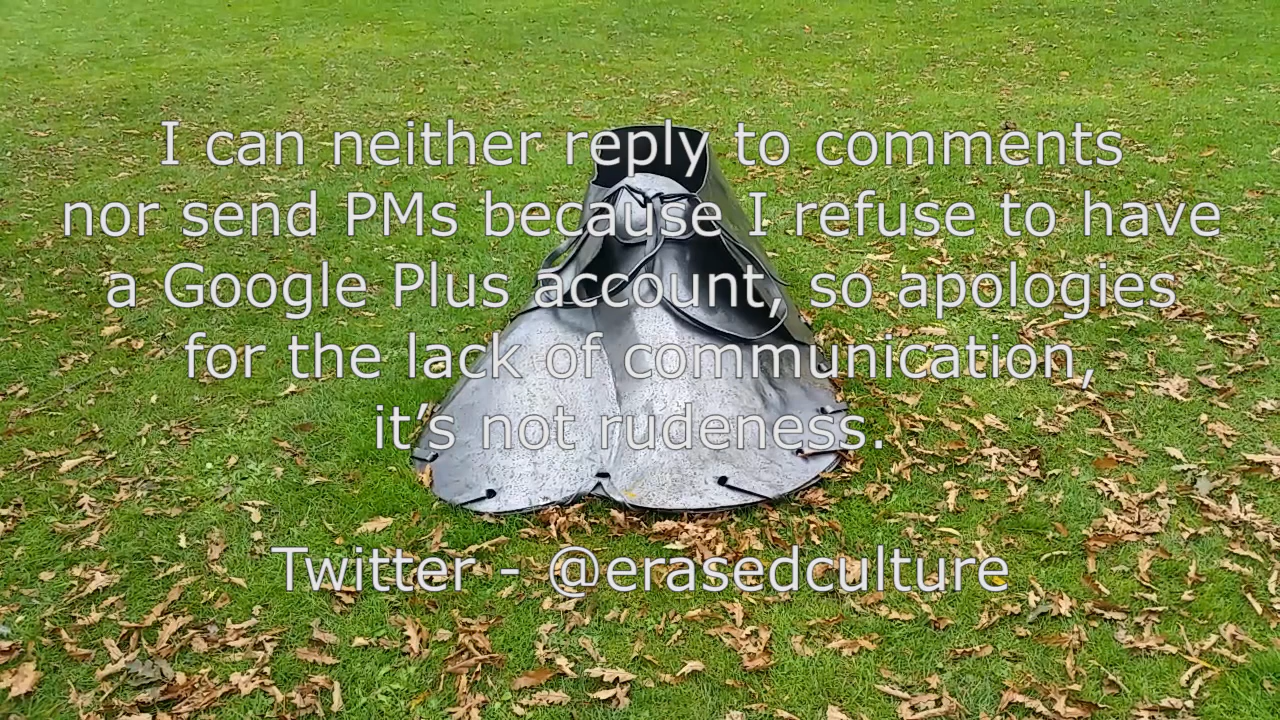 I can neither reply to comments
nor send PMs because I refuse to have
a Google Plus account, so apologies
for the lack of communication,
it’s not rudeness.
Twitter - @erasedculture